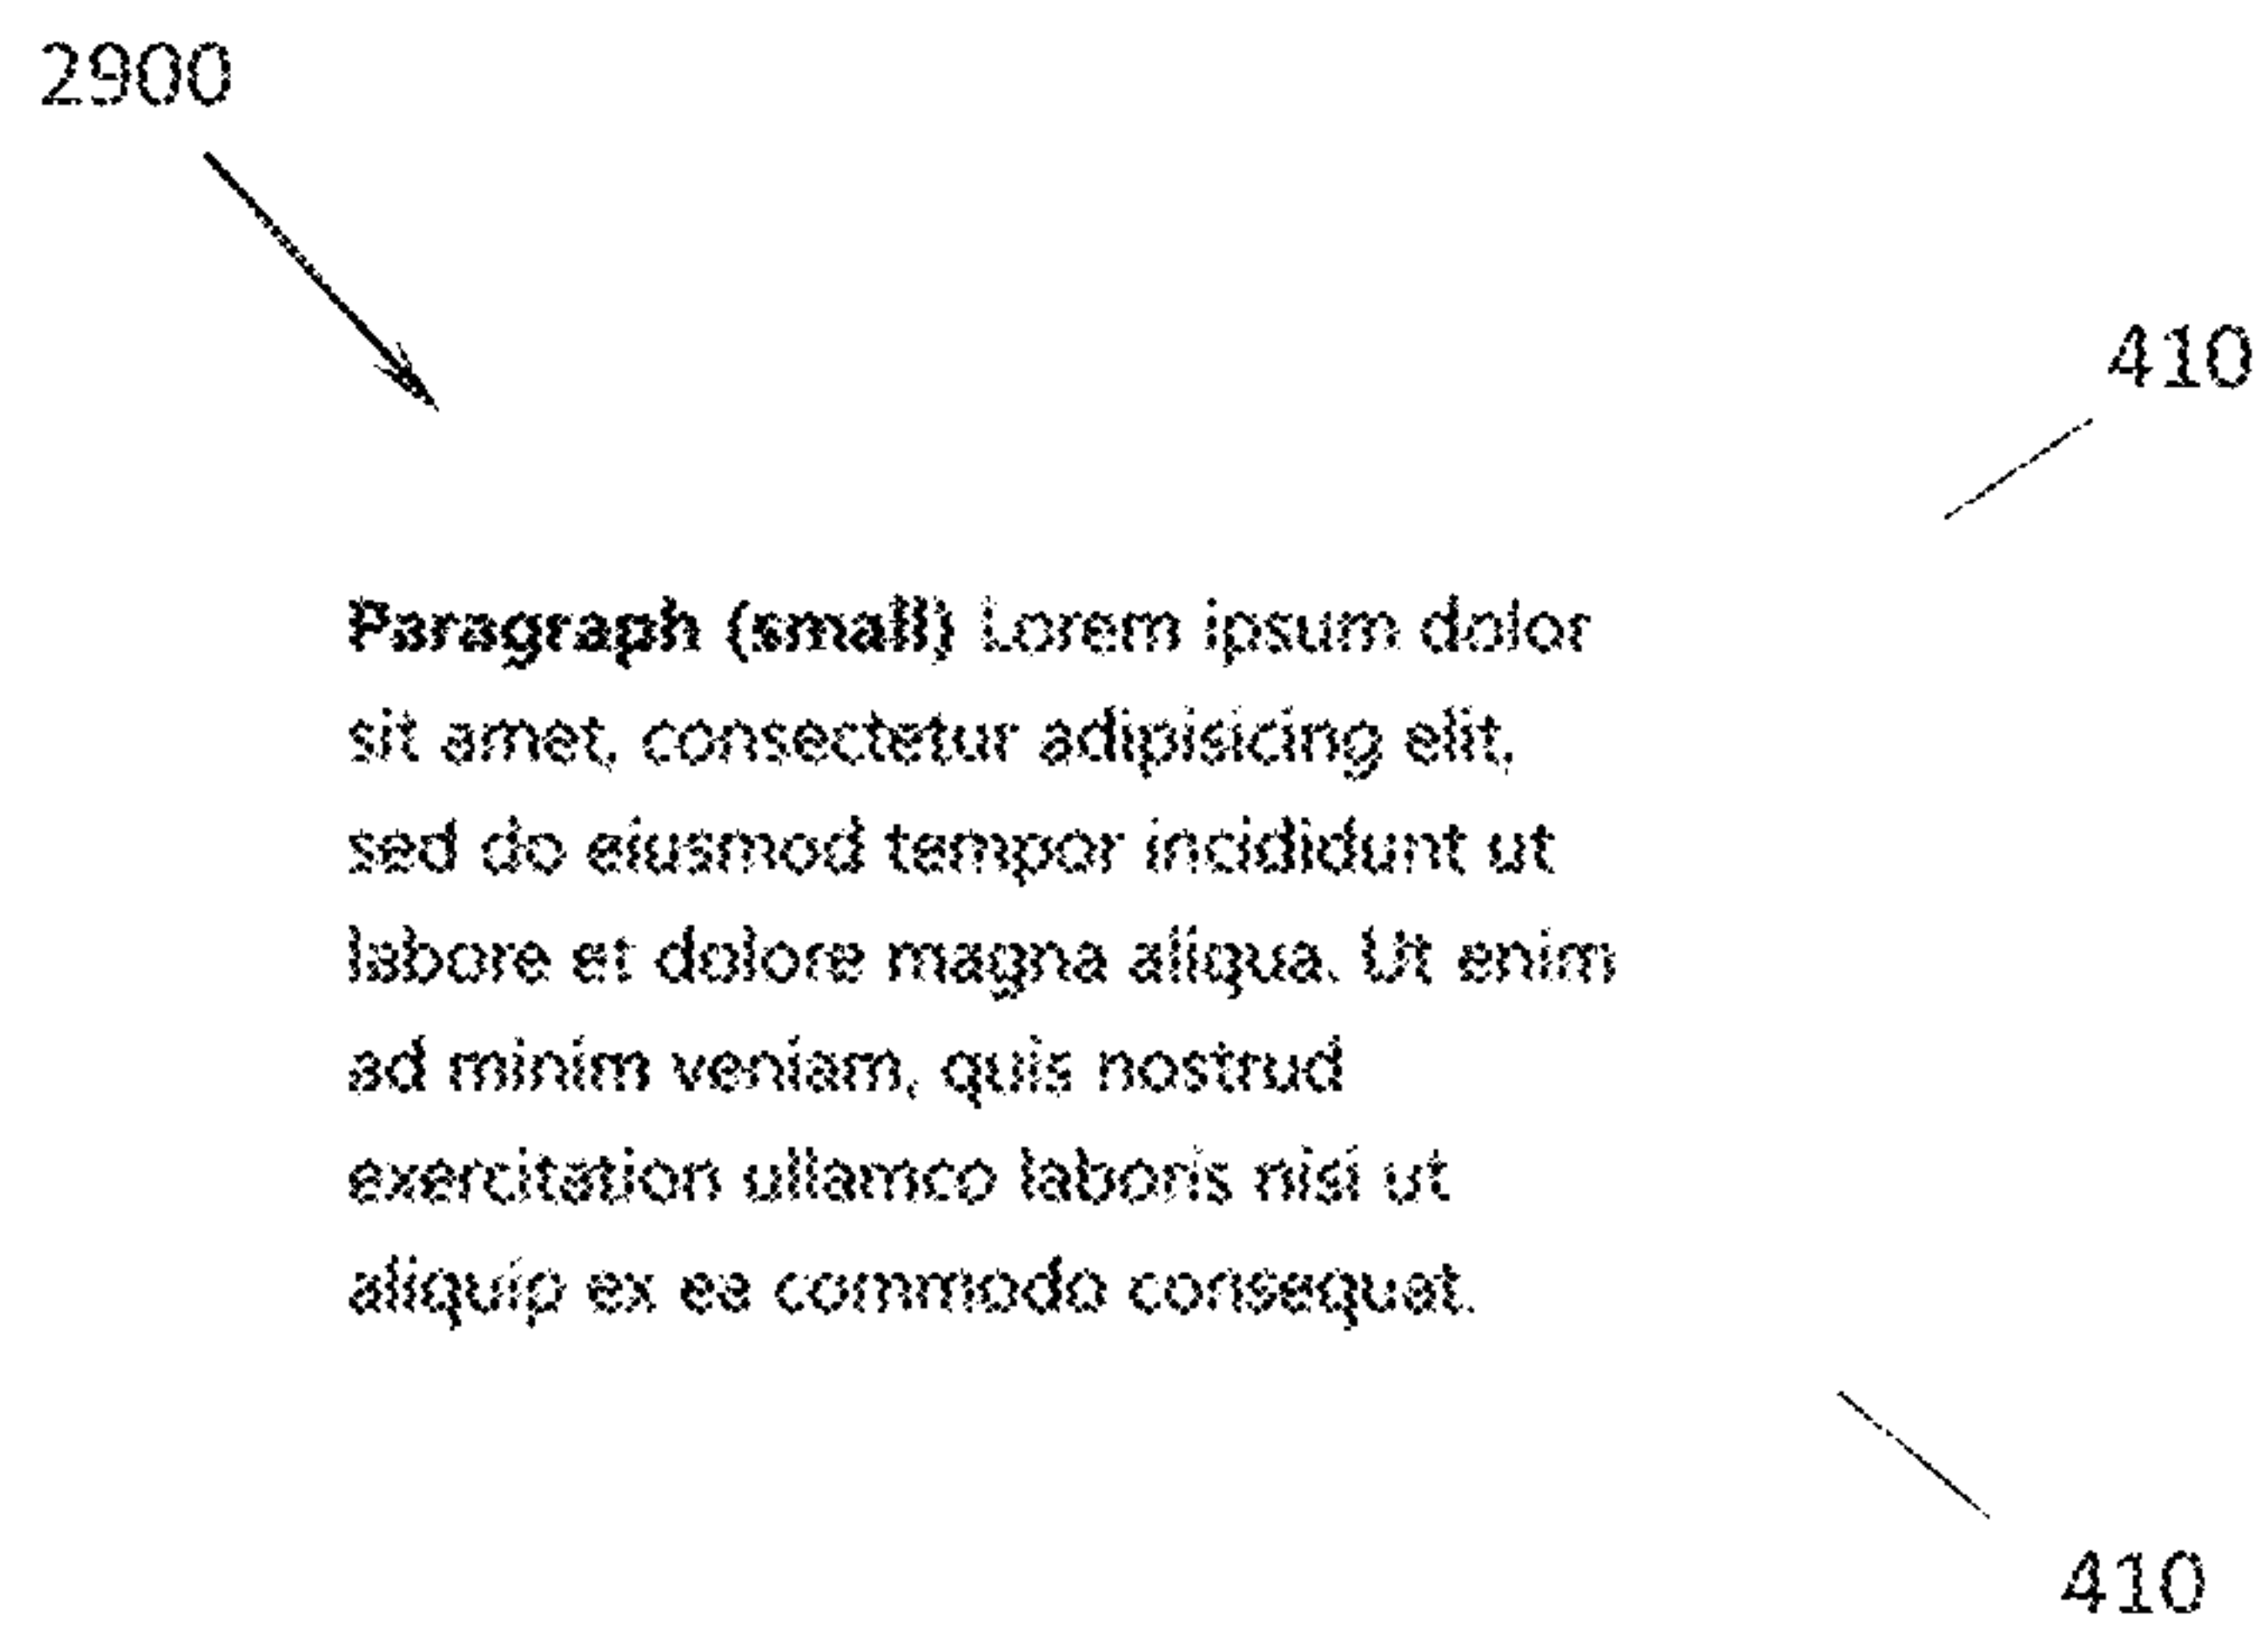 2900
410
Paragraph (small) Lorem ipsum dolor
sit amet, consectetur adipisicing elit,
sed do eiusmod tempor incididunt ut
labore et dolore magna aliqua. Ut enim
ad minim veniam, quis nostrud
exercitation ullamco laboris nisi ut
aliquip ex ea commodo consequat.
410